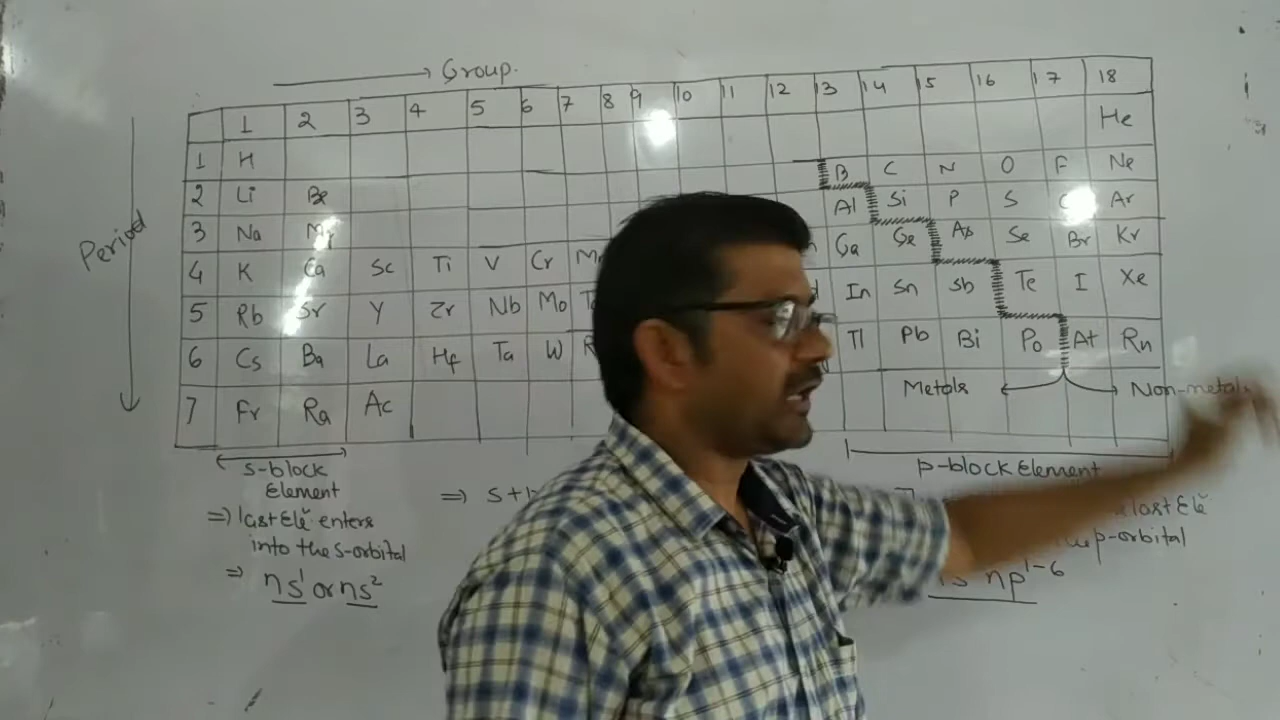 Group.
1 2 3 4 5 6 7 8 9 10 11 12 13 14 15 16 17 18
He
1 H B C N O F Ne
2 Li Be Al Si P S Ar
3 Na Mg Ga Ge As Se Br Kr
4 K Ca Sc Ti V Cr In Sn Sb Te I Xe
5 Rb Sr Y Zr Nb Mo Tl Pb Bi Po At Rn
6 Cs Ba La Hf Ta W Metals Non-metals
7 Fr Ra Ac
Period
s-block
Element
⇒ last Elĕ enters
into the s-orbital
⇒ ns¹ or ns²
⇒ S+
p-block Element
last Elĕ
p-orbital
np¹⁻⁶